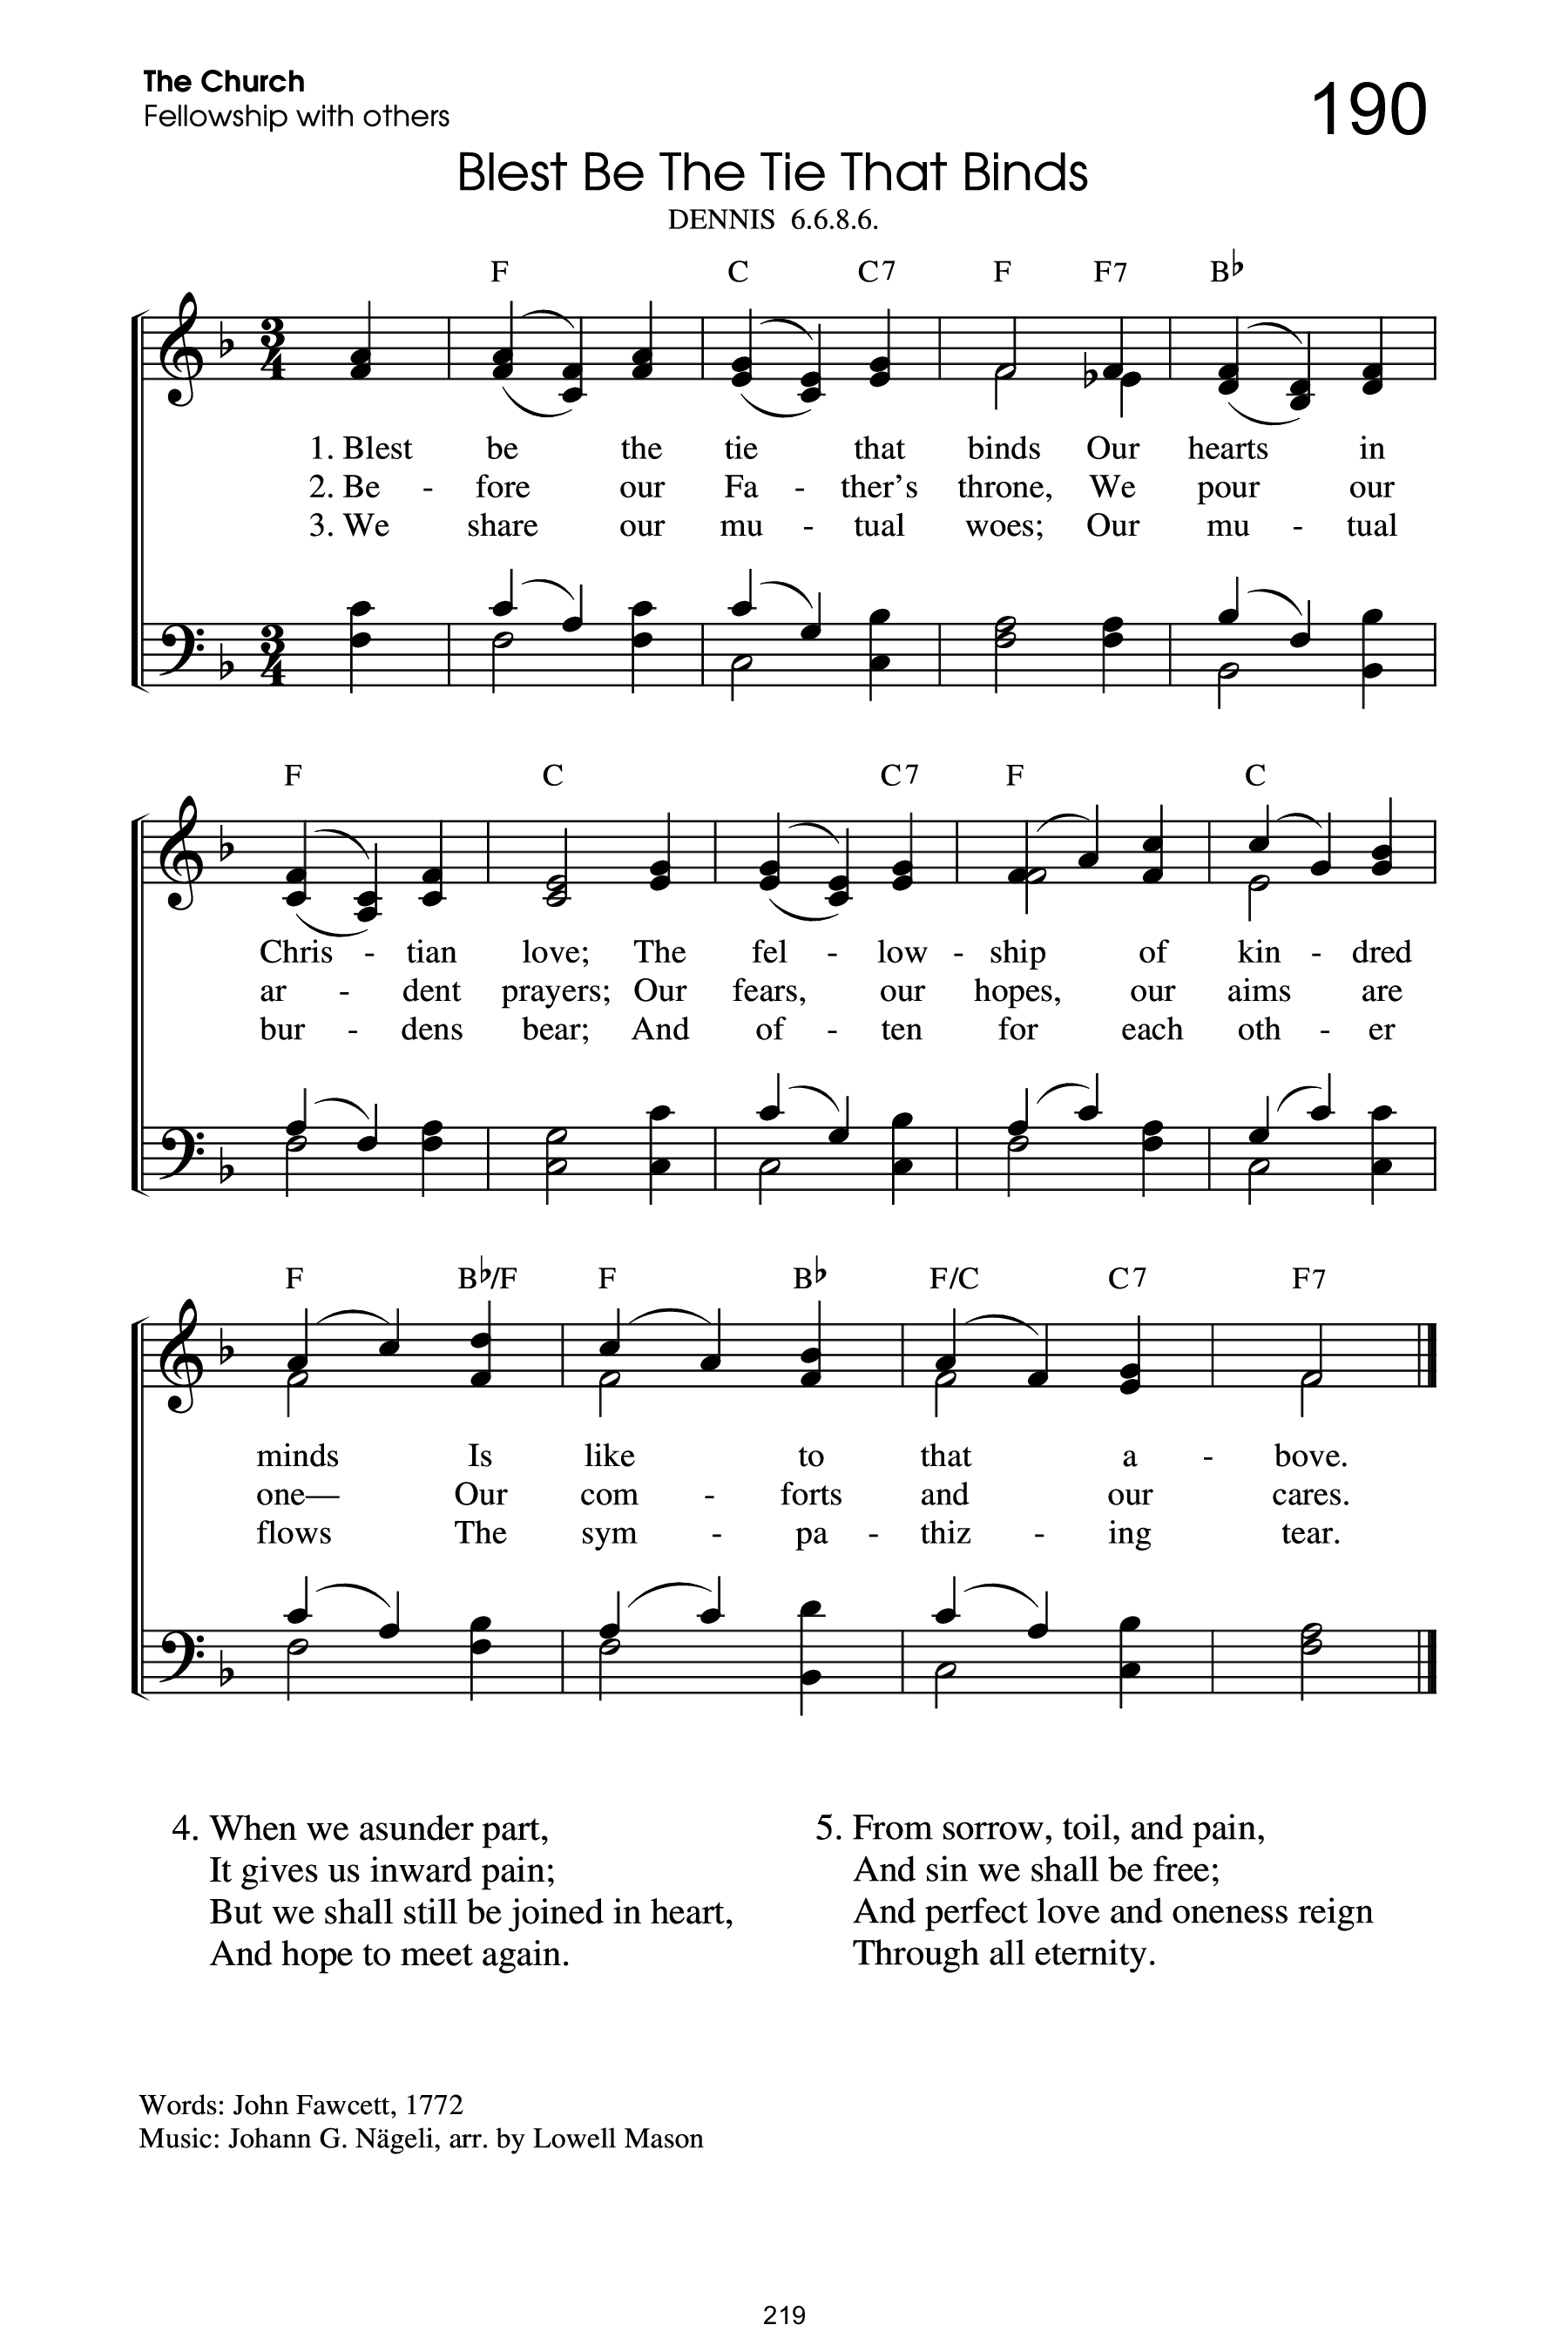 The Church
Fellowship with others
190
Blest Be The Tie That Binds
DENNIS 6.6.8.6.
F C C7 F F7 B♭
1. Blest be the tie that binds Our hearts in
2. Be - fore our Fa - ther's throne, We pour our
3. We share our mu - tual woes; Our mu - tual
F C C7 F C
Chris - tian love; The fel - low - ship of kin - dred
ar - dent prayers; Our fears, our hopes, our aims are
bur - dens bear; And of - ten for each oth - er
F B♭/F F B♭ F/C C7 F7
minds Is like to that a - bove.
one— Our com - forts and our cares.
flows The sym - pa - thiz - ing tear.
4. When we asunder part,
It gives us inward pain;
But we shall still be joined in heart,
And hope to meet again.
5. From sorrow, toil, and pain,
And sin we shall be free;
And perfect love and oneness reign
Through all eternity.
Words: John Fawcett, 1772
Music: Johann G. Nägeli, arr. by Lowell Mason
219